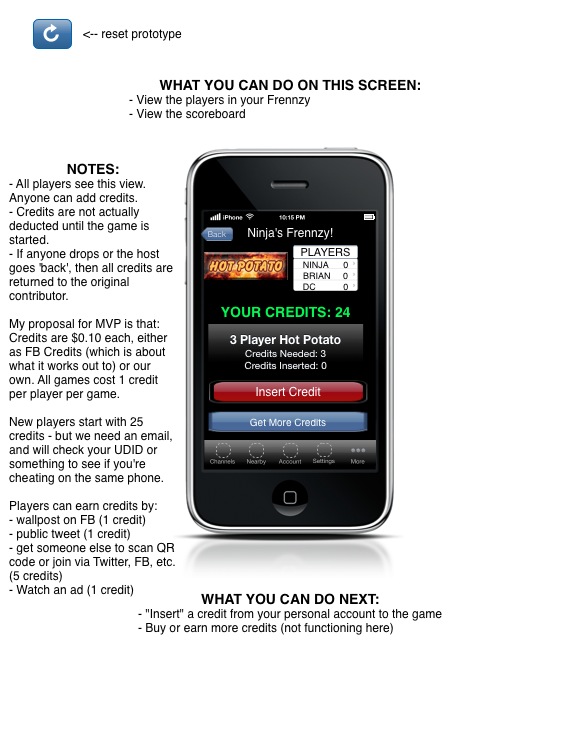 <-- reset prototype
WHAT YOU CAN DO ON THIS SCREEN:
- View the players in your Frennzy
- View the scoreboard
NOTES:
- All players see this view.
Anyone can add credits.
- Credits are not actually
deducted until the game is
started.
- If anyone drops or the host
goes 'back', then all credits are
returned to the original
contributor.
My proposal for MVP is that:
Credits are $0.10 each, either
as FB Credits (which is about
what it works out to) or our
own. All games cost 1 credit
per player per game.
New players start with 25
credits - but we need an email,
and will check your UDID or
something to see if you're
cheating on the same phone.
Players can earn credits by:
- wallpost on FB (1 credit)
- public tweet (1 credit)
- get someone else to scan QR
code or join via Twitter, FB, etc.
(5 credits)
- Watch an ad (1 credit)
iPhone 10:15 PM
Back Ninja's Frennzy!
HOT POTATO
PLAYERS
NINJA 0
BRIAN 0
DC 0
YOUR CREDITS: 24
3 Player Hot Potato
Credits Needed: 3
Credits Inserted: 0
Insert Credit
Get More Credits
Channels Nearby Account Settings More
WHAT YOU CAN DO NEXT:
- "Insert" a credit from your personal account to the game
- Buy or earn more credits (not functioning here)